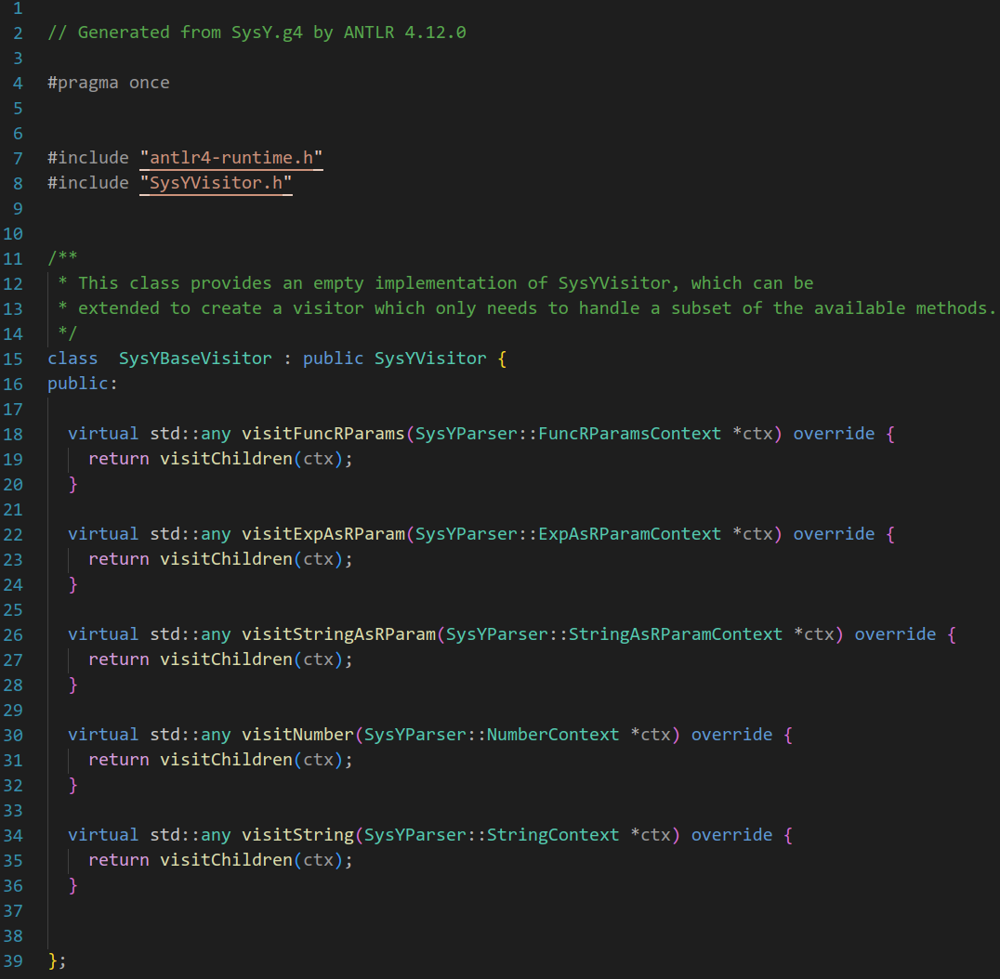 1
2 // Generated from SysY.g4 by ANTLR 4.12.0
3
4 #pragma once
5
6
7 #include "antlr4-runtime.h"
8 #include "SysYVisitor.h"
9
10
11 /**
12  * This class provides an empty implementation of SysYVisitor, which can be
13  * extended to create a visitor which only needs to handle a subset of the available methods.
14  */
15 class  SysYBaseVisitor : public SysYVisitor {
16 public:
17
18   virtual std::any visitFuncRParams(SysYParser::FuncRParamsContext *ctx) override {
19     return visitChildren(ctx);
20   }
21
22   virtual std::any visitExpAsRParam(SysYParser::ExpAsRParamContext *ctx) override {
23     return visitChildren(ctx);
24   }
25
26   virtual std::any visitStringAsRParam(SysYParser::StringAsRParamContext *ctx) override {
27     return visitChildren(ctx);
28   }
29
30   virtual std::any visitNumber(SysYParser::NumberContext *ctx) override {
31     return visitChildren(ctx);
32   }
33
34   virtual std::any visitString(SysYParser::StringContext *ctx) override {
35     return visitChildren(ctx);
36   }
37
38
39 };